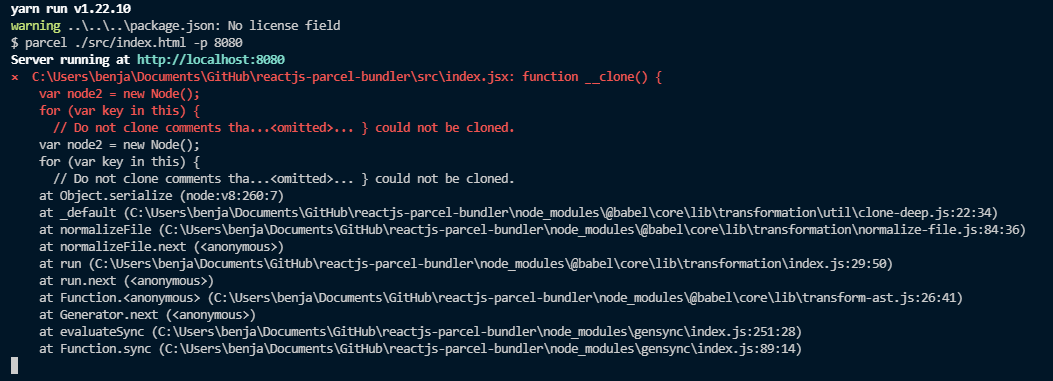 yarn run v1.22.10
warning ..\..\..\package.json: No license field
$ parcel ./src/index.html -p 8080
Server running at http://localhost:8080
× C:\Users\benja\Documents\GitHub\reactjs-parcel-bundler\src\index.jsx: function __clone() {
    var node2 = new Node();
    for (var key in this) {
      // Do not clone comments tha...<omitted>... } could not be cloned.
    var node2 = new Node();
    for (var key in this) {
      // Do not clone comments tha...<omitted>... } could not be cloned.
    at Object.serialize (node:v8:260:7)
    at _default (C:\Users\benja\Documents\GitHub\reactjs-parcel-bundler\node_modules\@babel\core\lib\transformation\util\clone-deep.js:22:34)
    at normalizeFile (C:\Users\benja\Documents\GitHub\reactjs-parcel-bundler\node_modules\@babel\core\lib\transformation\normalize-file.js:84:36)
    at normalizeFile.next (<anonymous>)
    at run (C:\Users\benja\Documents\GitHub\reactjs-parcel-bundler\node_modules\@babel\core\lib\transformation\index.js:29:50)
    at run.next (<anonymous>)
    at Function.<anonymous> (C:\Users\benja\Documents\GitHub\reactjs-parcel-bundler\node_modules\@babel\core\lib\transform-ast.js:26:41)
    at Generator.next (<anonymous>)
    at evaluateSync (C:\Users\benja\Documents\GitHub\reactjs-parcel-bundler\node_modules\gensync\index.js:251:28)
    at Function.sync (C:\Users\benja\Documents\GitHub\reactjs-parcel-bundler\node_modules\gensync\index.js:89:14)